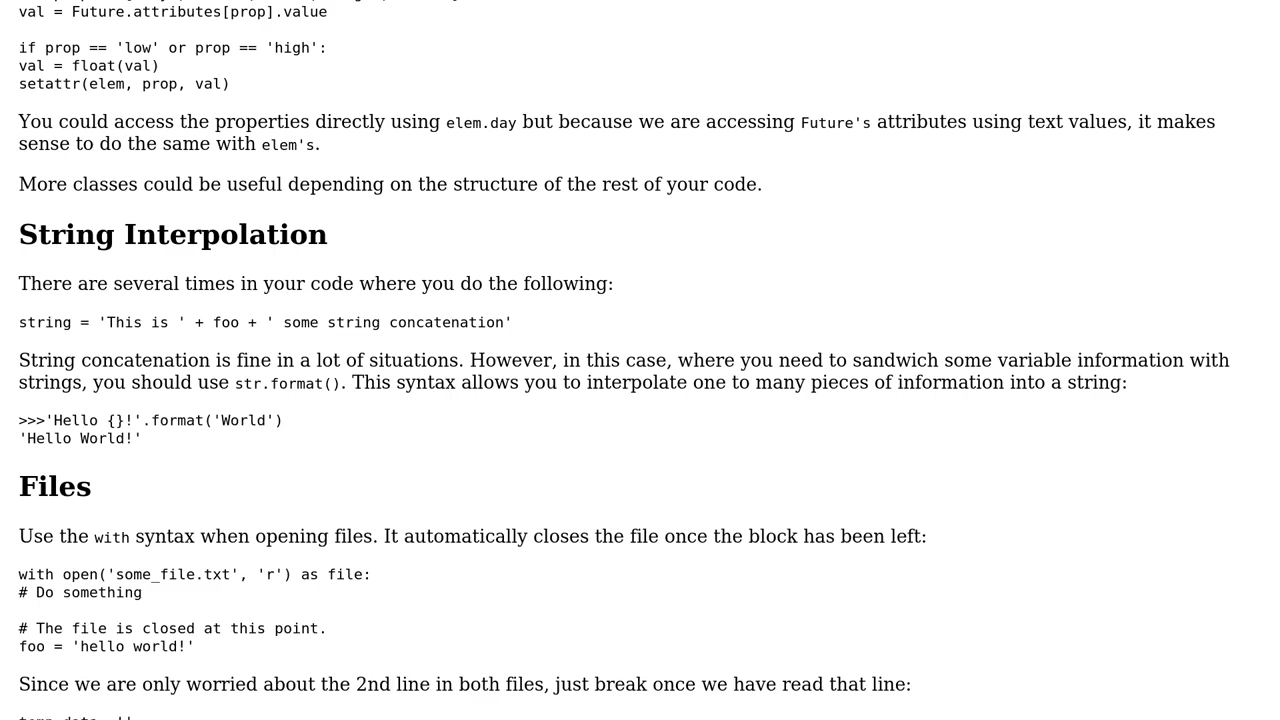 val = Future.attributes[prop].value
if prop == 'low' or prop == 'high':
val = float(val)
setattr(elem, prop, val)
You could access the properties directly using elem.day but because we are accessing Future's attributes using text values, it makes
sense to do the same with elem's.
More classes could be useful depending on the structure of the rest of your code.
String Interpolation
There are several times in your code where you do the following:
string = 'This is ' + foo + ' some string concatenation'
String concatenation is fine in a lot of situations. However, in this case, where you need to sandwich some variable information with
strings, you should use str.format(). This syntax allows you to interpolate one to many pieces of information into a string:
>>>'Hello {}!'.format('World')
'Hello World!'
Files
Use the with syntax when opening files. It automatically closes the file once the block has been left:
with open('some_file.txt', 'r') as file:
# Do something
# The file is closed at this point.
foo = 'hello world!'
Since we are only worried about the 2nd line in both files, just break once we have read that line: